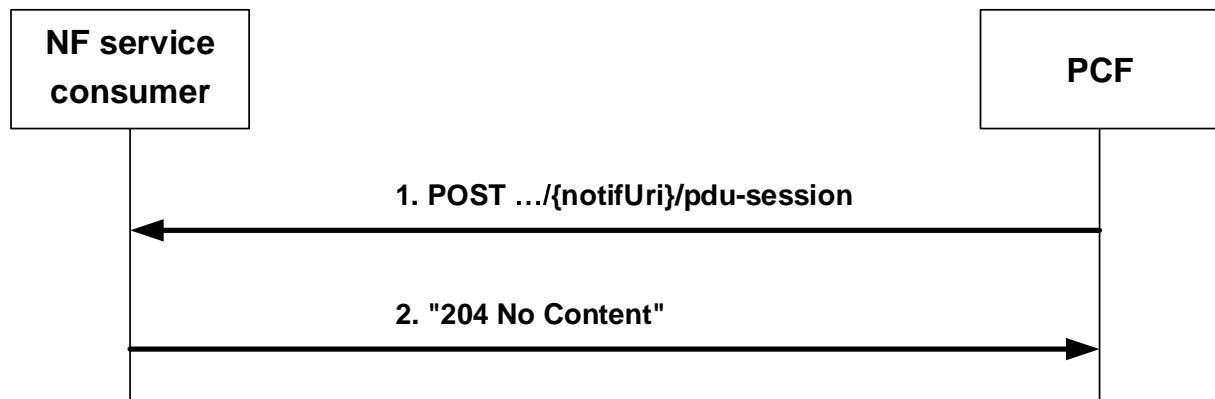 NF service
consumer
PCF
1. POST …/{notifUri}/pdu-session
2. "204 No Content"